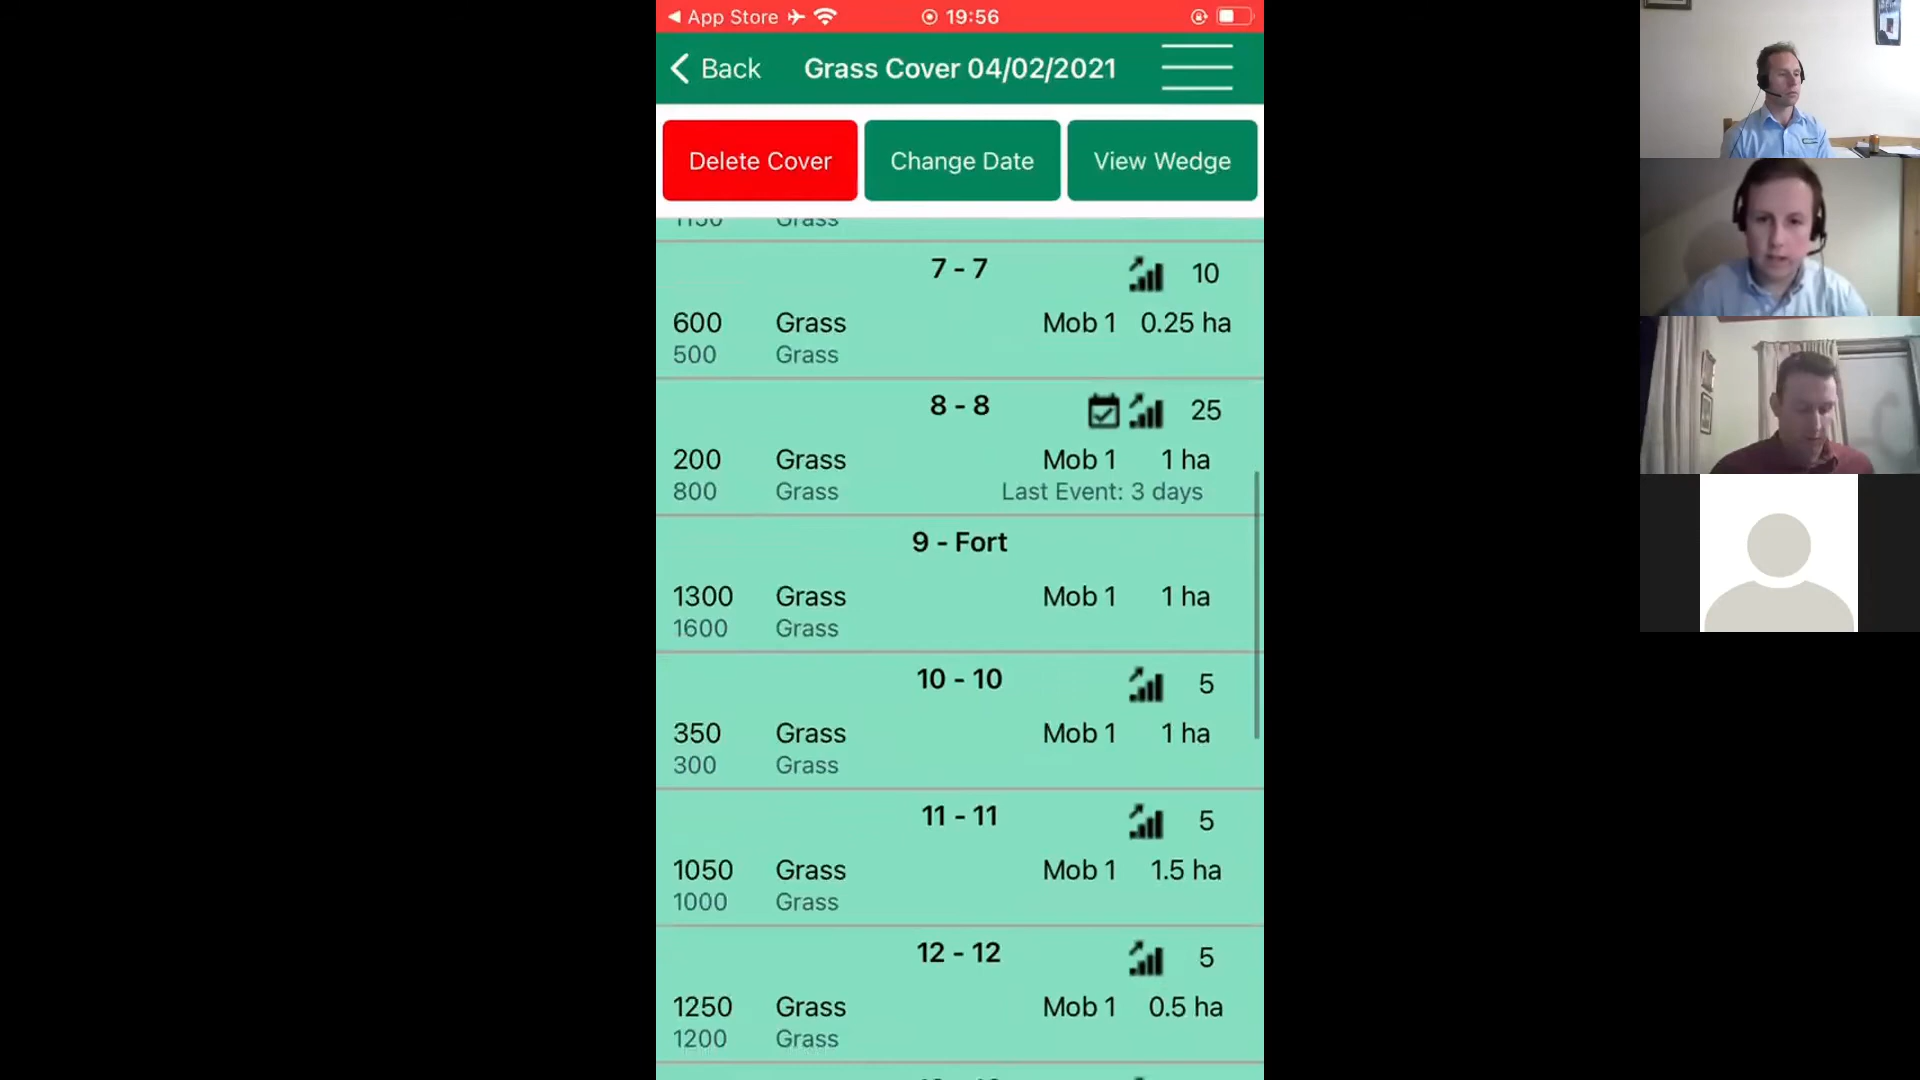 App Store 19:56
Back Grass Cover 04/02/2021
Delete Cover Change Date View Wedge
1150 Grass
7 - 7 10
600 Grass Mob 1 0.25 ha
500 Grass
8 - 8 25
200 Grass Mob 1 1 ha
800 Grass Last Event: 3 days
9 - Fort
1300 Grass Mob 1 1 ha
1600 Grass
10 - 10 5
350 Grass Mob 1 1 ha
300 Grass
11 - 11 5
1050 Grass Mob 1 1.5 ha
1000 Grass
12 - 12 5
1250 Grass Mob 1 0.5 ha
1200 Grass